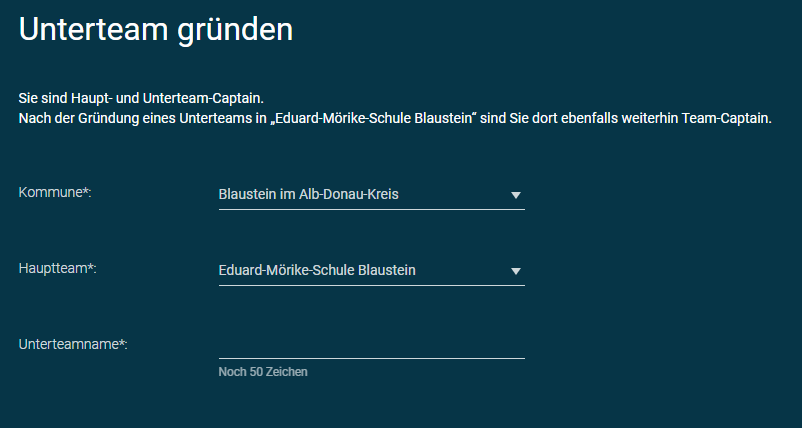 Unterteam gründen
Sie sind Haupt- und Unterteam-Captain.
Nach der Gründung eines Unterteams in „Eduard-Mörike-Schule Blaustein“ sind Sie dort ebenfalls weiterhin Team-Captain.
Kommune*: Blaustein im Alb-Donau-Kreis
Hauptteam*: Eduard-Mörike-Schule Blaustein
Unterteamname*:
Noch 50 Zeichen